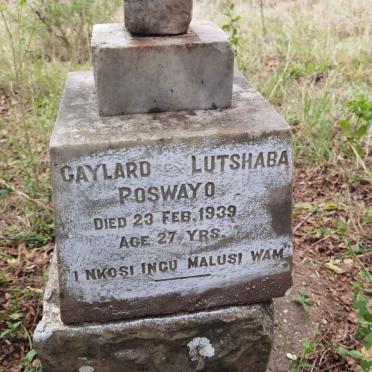 GAYLARD LUTSHABA
POSWAYO
DIED 23 FEB. 1939
AGE 27 YRS.
"I NKOSI INGU MALUSI WAM"